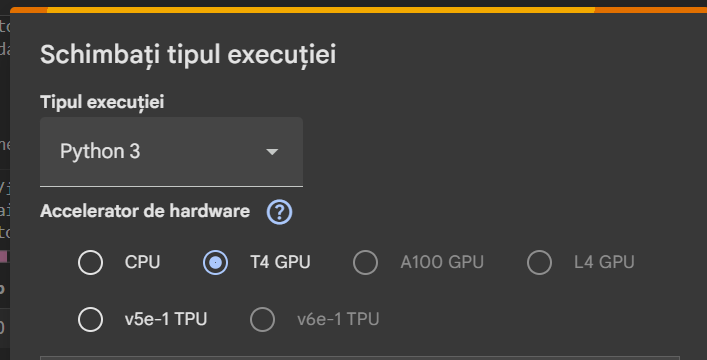 Schimbați tipul execuției
Tipul execuției
Python 3
Accelerator de hardware ?
CPU T4 GPU A100 GPU L4 GPU
v5e-1 TPU v6e-1 TPU